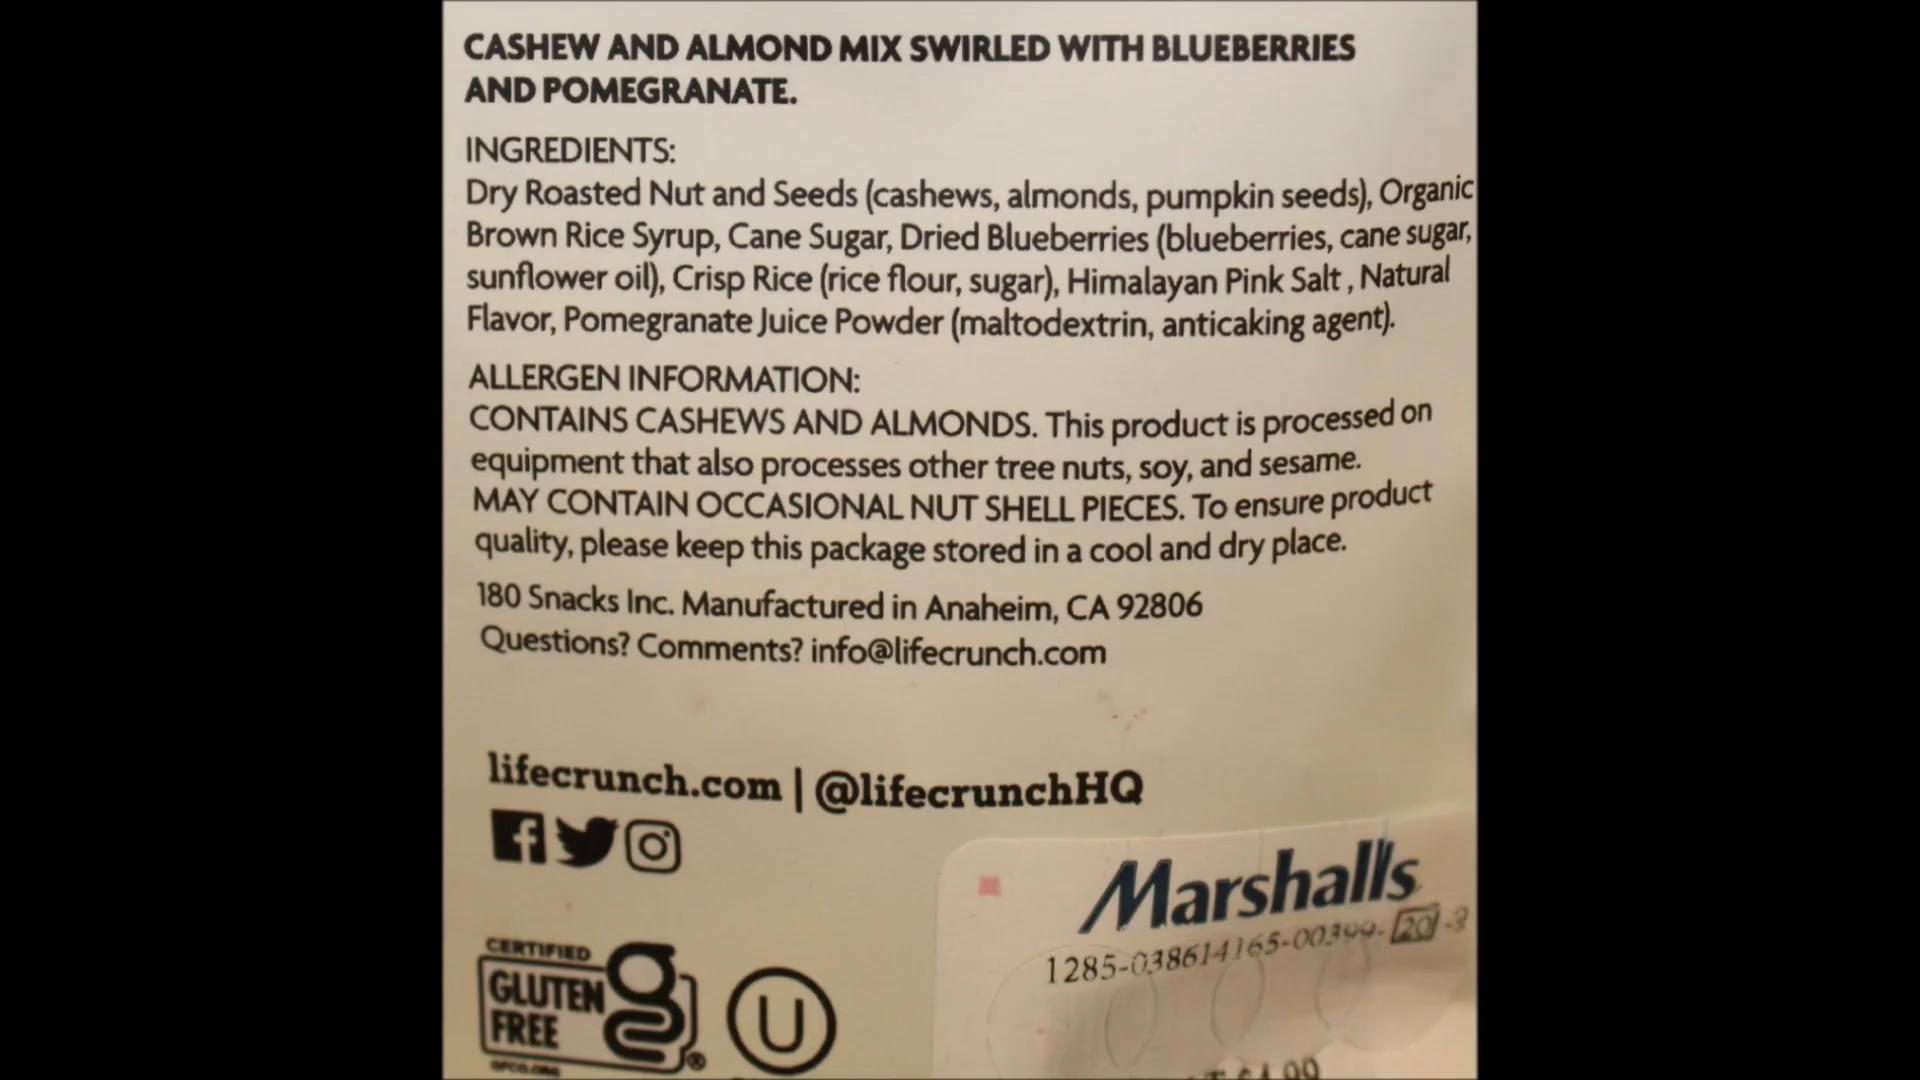 CASHEW AND ALMOND MIX SWIRLED WITH BLUEBERRIES
AND POMEGRANATE.
INGREDIENTS:
Dry Roasted Nut and Seeds (cashews, almonds, pumpkin seeds), Organic
Brown Rice Syrup, Cane Sugar, Dried Blueberries (blueberries, cane sugar,
sunflower oil), Crisp Rice (rice flour, sugar), Himalayan Pink Salt , Natural
Flavor, Pomegranate Juice Powder (maltodextrin, anticaking agent).
ALLERGEN INFORMATION:
CONTAINS CASHEWS AND ALMONDS. This product is processed on
equipment that also processes other tree nuts, soy, and sesame.
MAY CONTAIN OCCASIONAL NUT SHELL PIECES. To ensure product
quality, please keep this package stored in a cool and dry place.
180 Snacks Inc. Manufactured in Anaheim, CA 92806
Questions? Comments? info@lifecrunch.com
lifecrunch.com | @lifecrunchHQ
Marshalls
1285-038614165-00399-20
CERTIFIED
GLUTEN
FREE
g
GFCO.ORG
U